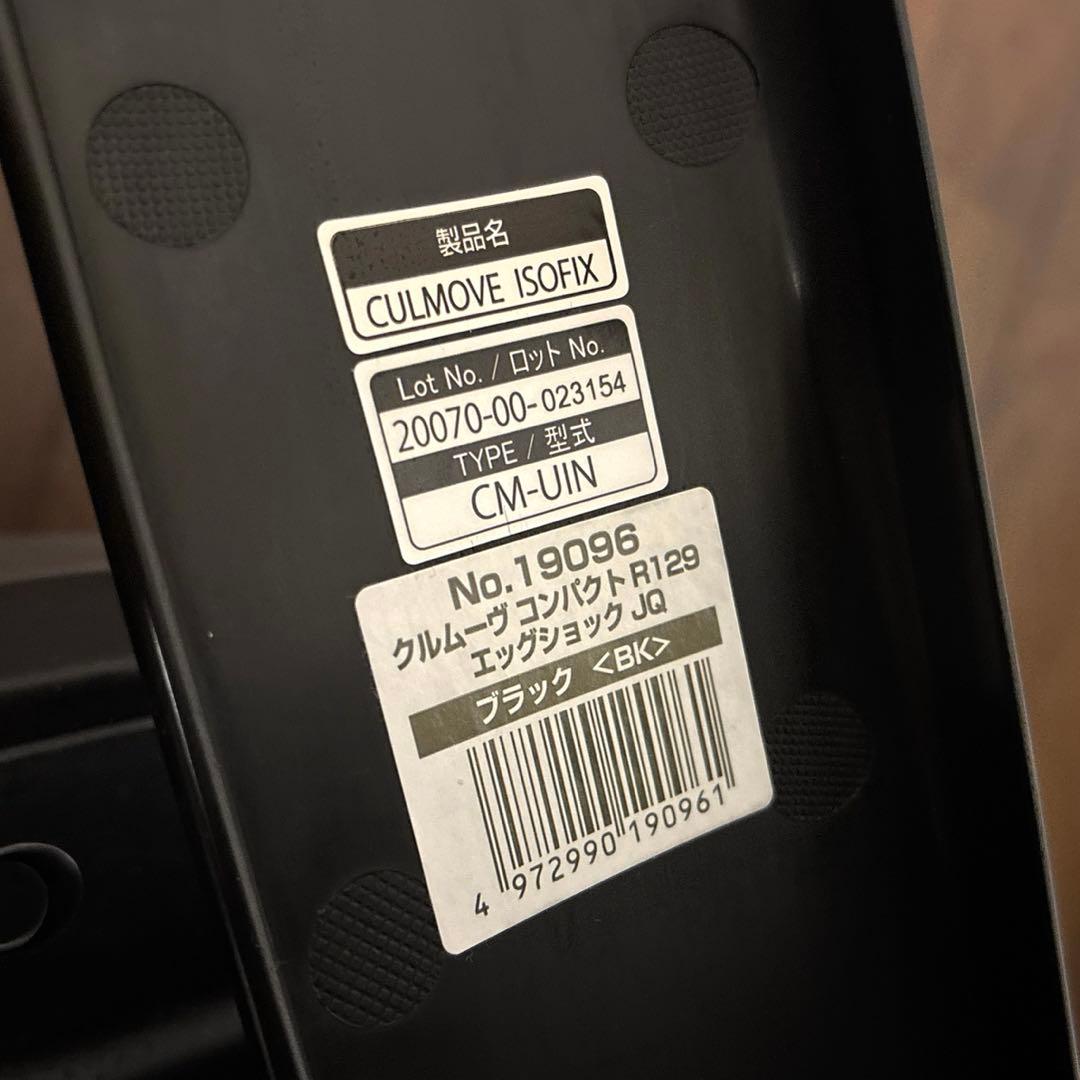 製品名
CULMOVE ISOFIX
Lot No. / ロット No.
20070-00-023154
TYPE / 型式
CM-UIN
No.19096
クルムーヴ コンパクト R129
エッグショック JQ
ブラック <BK>
4 972990 190961